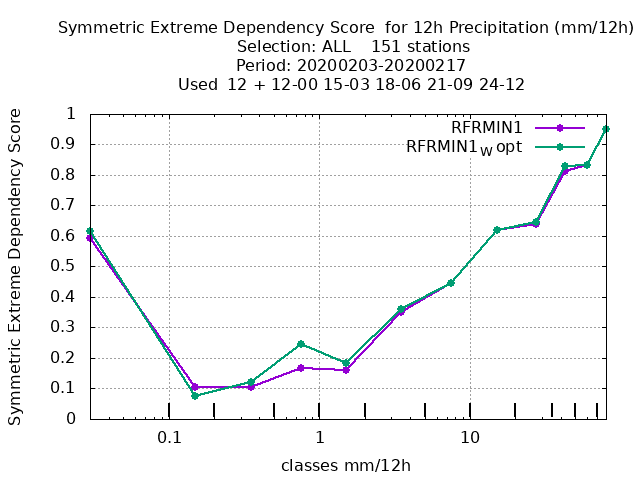 Symmetric Extreme Dependency Score  for 12h Precipitation (mm/12h)
Selection: ALL    151 stations
Period: 20200203-20200217
Used  12 + 12-00 15-03 18-06 21-09 24-12
Symmetric Extreme Dependency Score
1
0.9
0.8
0.7
0.6
0.5
0.4
0.3
0.2
0.1
0
RFRMIN1
RFRMIN1W opt
0.1
1
10
classes mm/12h